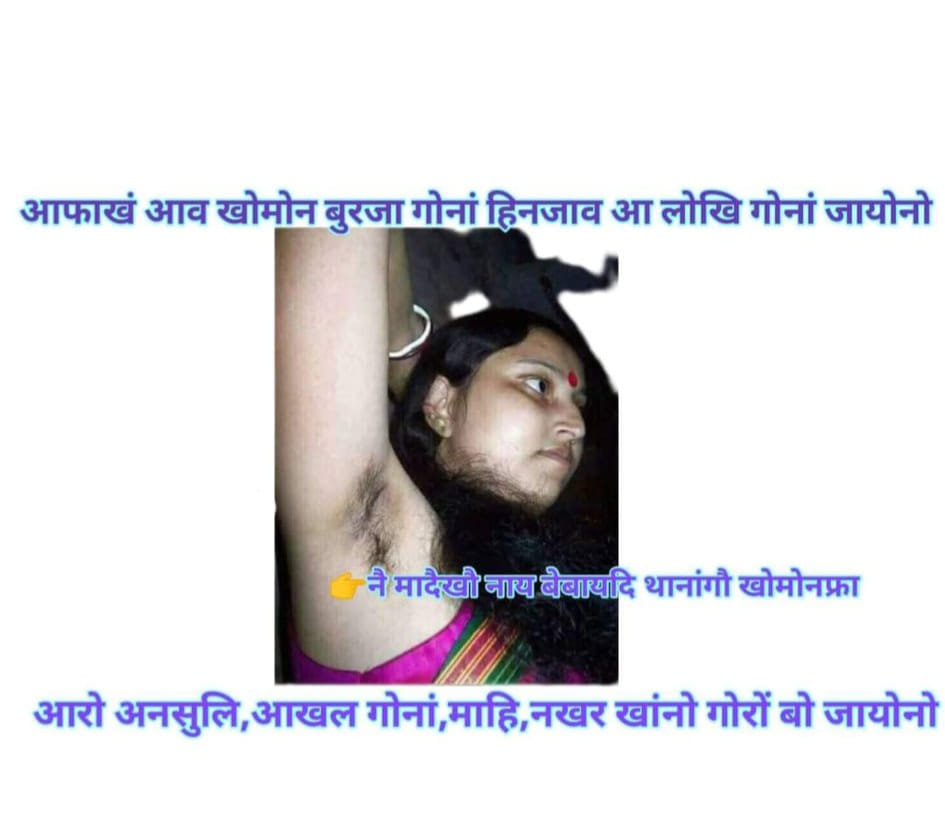 आफाखं आव खोमोन बुरजा गोनां हिनजाव आ लोखि गोनां जायोनो
👉नै मादैखौ नाय बेबायदि थानांगौ खोमोनफ्रा
आरो अनसुलि,आखल गोनां,माहि,नखर खांनो गोरों बो जायोनो